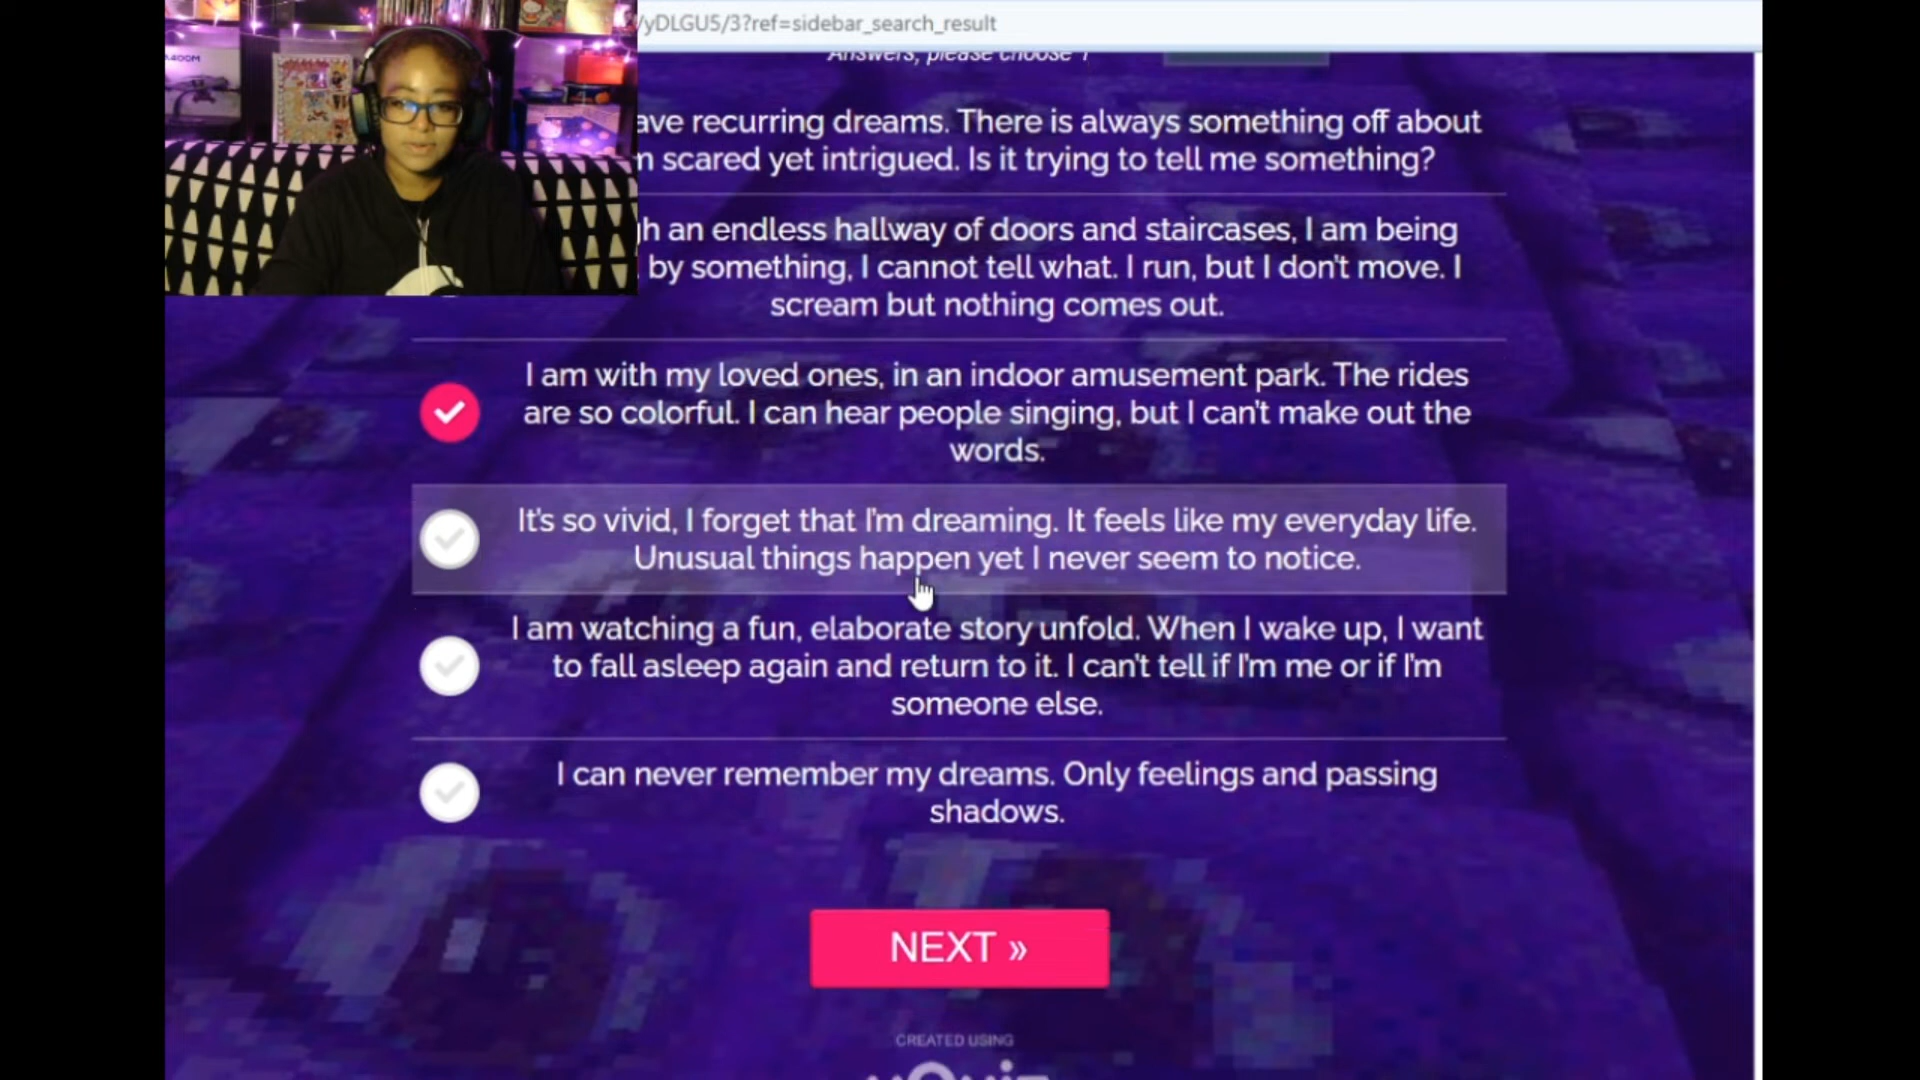 /yDLGU5/3?ref=sidebar_search_result
Answers, please choose 1
ave recurring dreams. There is always something off about
m scared yet intrigued. Is it trying to tell me something?
gh an endless hallway of doors and staircases, I am being
by something, I cannot tell what. I run, but I don't move. I
scream but nothing comes out.
I am with my loved ones, in an indoor amusement park. The rides
are so colorful. I can hear people singing, but I can't make out the
words.
It's so vivid, I forget that I'm dreaming. It feels like my everyday life.
Unusual things happen yet I never seem to notice.
I am watching a fun, elaborate story unfold. When I wake up, I want
to fall asleep again and return to it. I can't tell if I'm me or if I'm
someone else.
I can never remember my dreams. Only feelings and passing
shadows.
NEXT »
CREATED USING
uQuiz